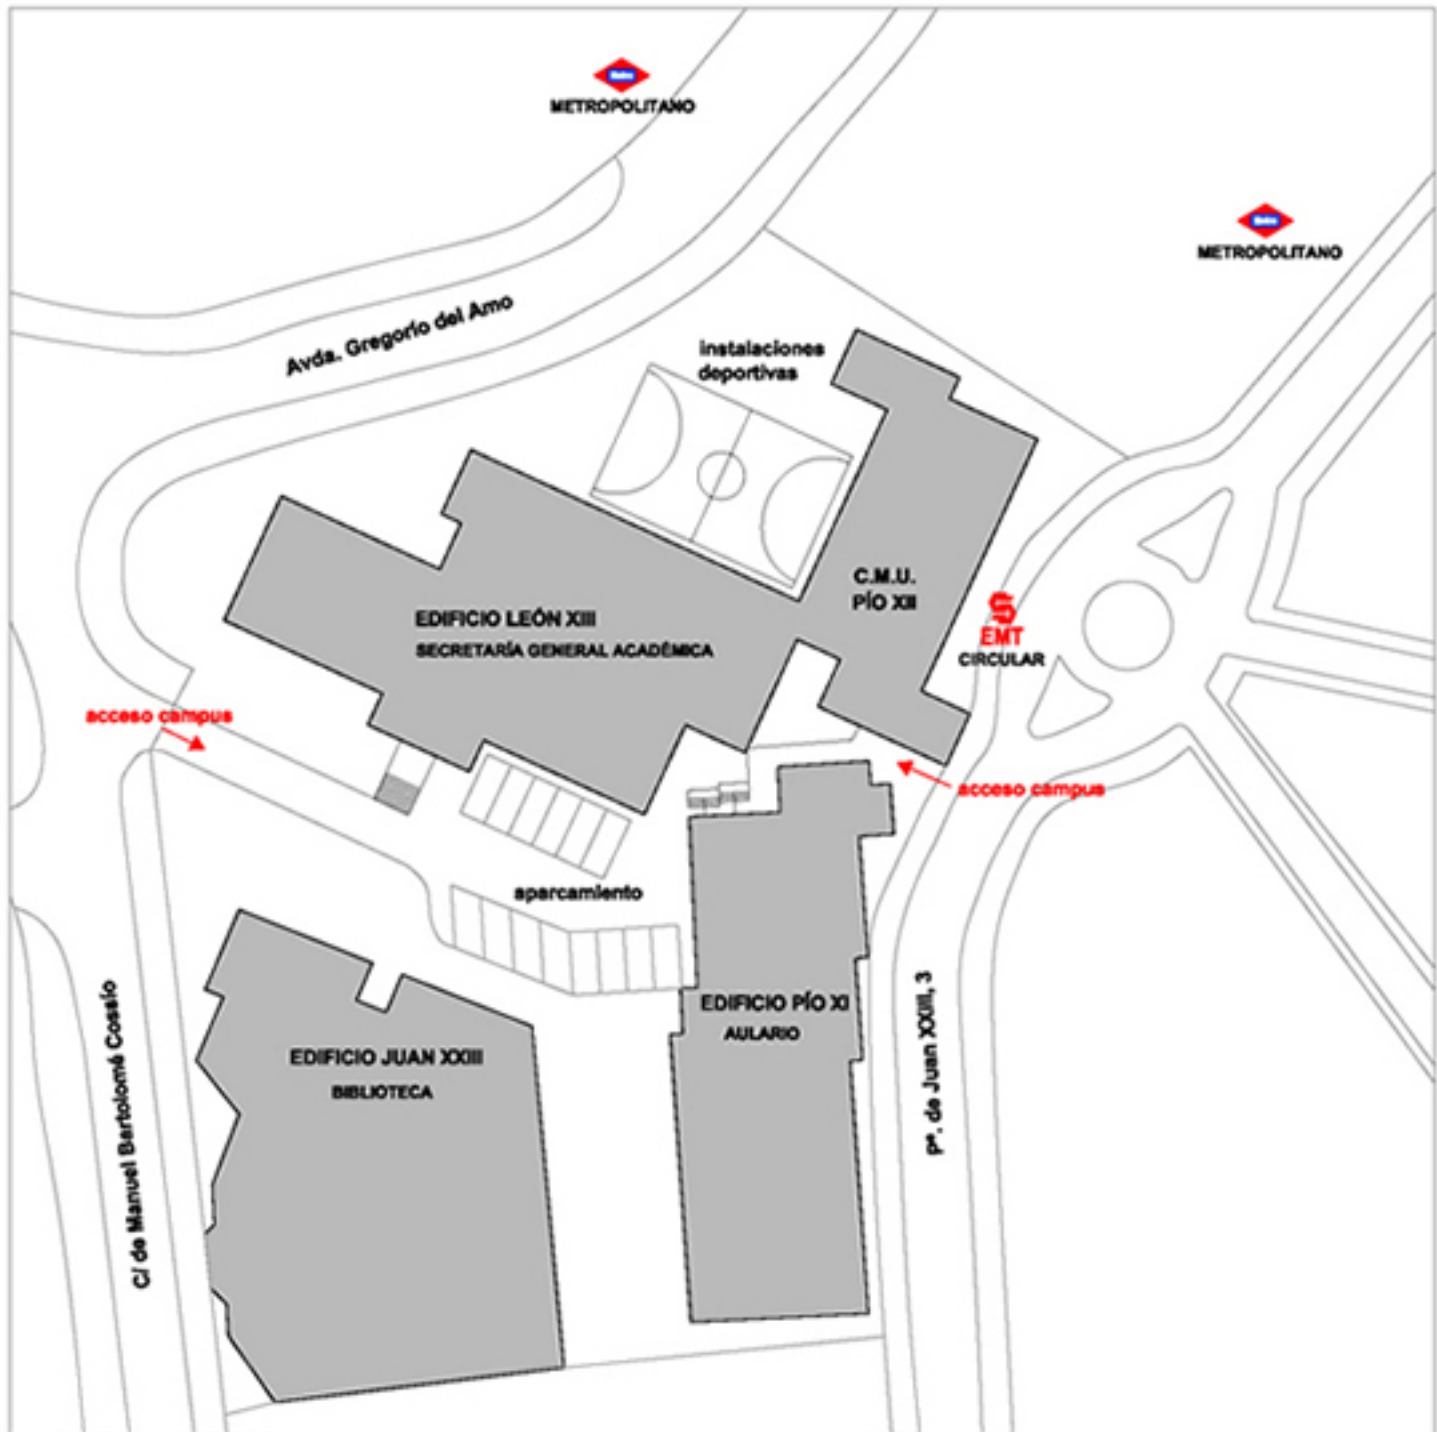 Metro
METROPOLITANO
Metro
METROPOLITANO
Avda. Gregorio del Amo
instalaciones
deportivas
C.M.U.
PÍO XII
EDIFICIO LEÓN XIII
SECRETARÍA GENERAL ACADÉMICA
EMT
CIRCULAR
acceso campus
acceso campus
aparcamiento
EDIFICIO PÍO XI
AULARIO
EDIFICIO JUAN XXIII
BIBLIOTECA
C/ de Manuel Bartolomé Cossío
Pº. de Juan XXIII, 3